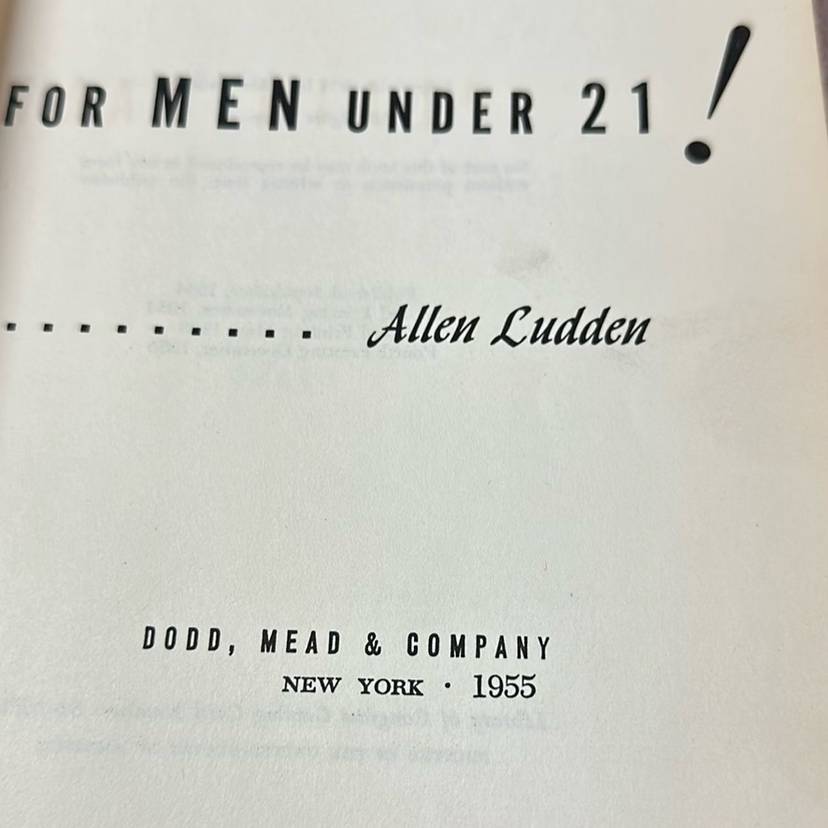 FOR MEN UNDER 21!
. . . . . . . . . Allen Ludden
DODD, MEAD & COMPANY
NEW YORK · 1955